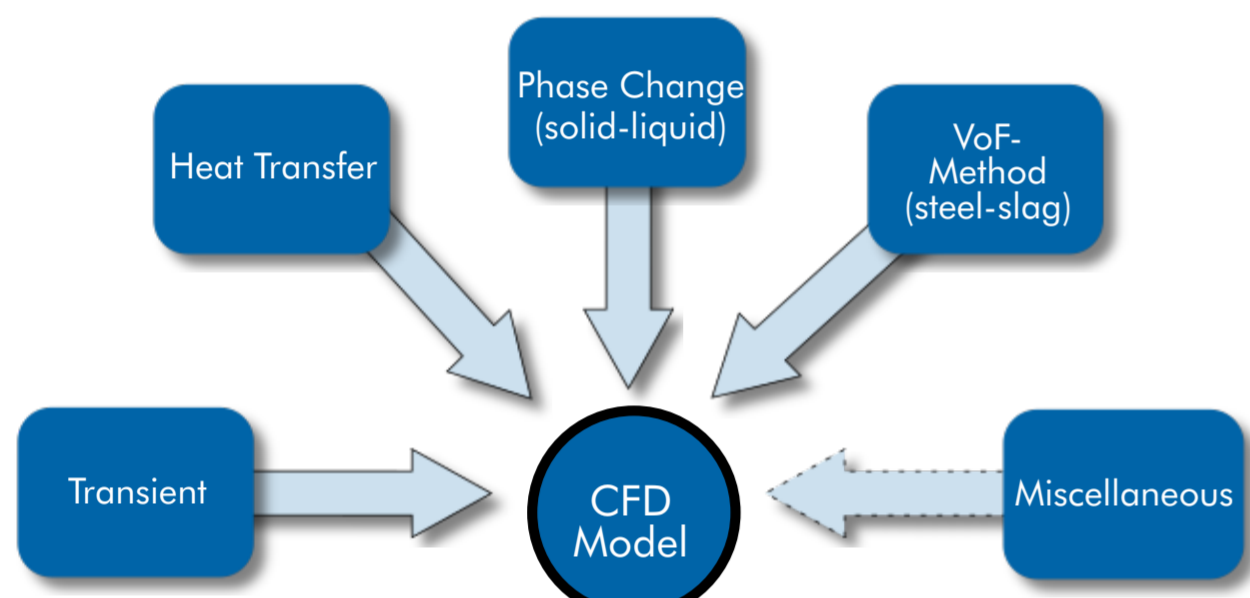 Phase Change
(solid-liquid)
Heat Transfer
VoF-
Method
(steel-slag)
Transient
CFD
Model
Miscellaneous